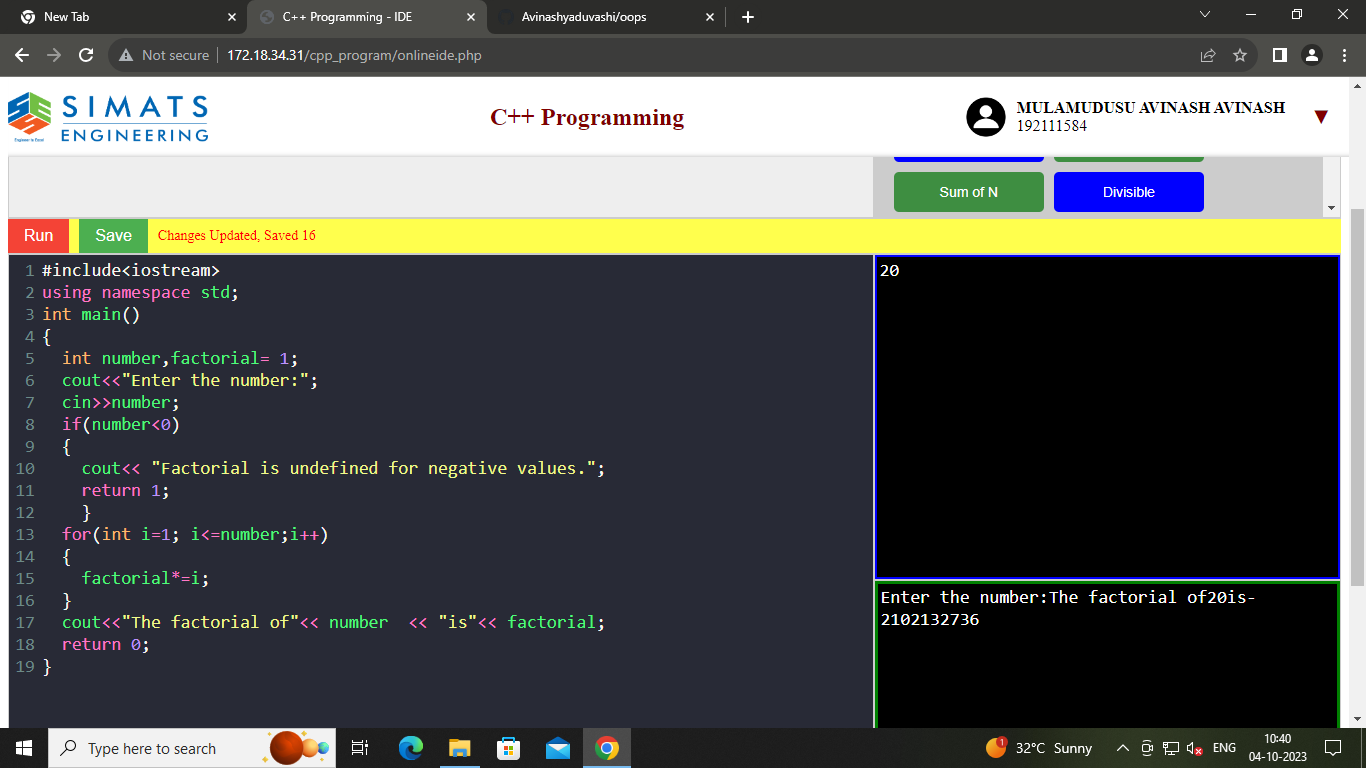 New Tab
C++ Programming - IDE
Avinashyaduvashi/oops
Not secure
172.18.34.31/cpp_program/onlineide.php
SIMATS
ENGINEERING
Engineer to Excel
C++ Programming
MULAMUDUSU AVINASH AVINASH
192111584
Sum of N
Divisible
Run
Save
Changes Updated, Saved 16
1 #include<iostream>
2 using namespace std;
3 int main()
4 {
5   int number,factorial= 1;
6   cout<<"Enter the number:";
7   cin>>number;
8   if(number<0)
9   {
10     cout<< "Factorial is undefined for negative values.";
11     return 1;
12     }
13   for(int i=1; i<=number;i++)
14   {
15     factorial*=i;
16   }
17   cout<<"The factorial of"<< number  << "is"<< factorial;
18   return 0;
19 }
20
Enter the number:The factorial of20is-
2102132736
Type here to search
1
32°C Sunny
ENG
10:40
04-10-2023